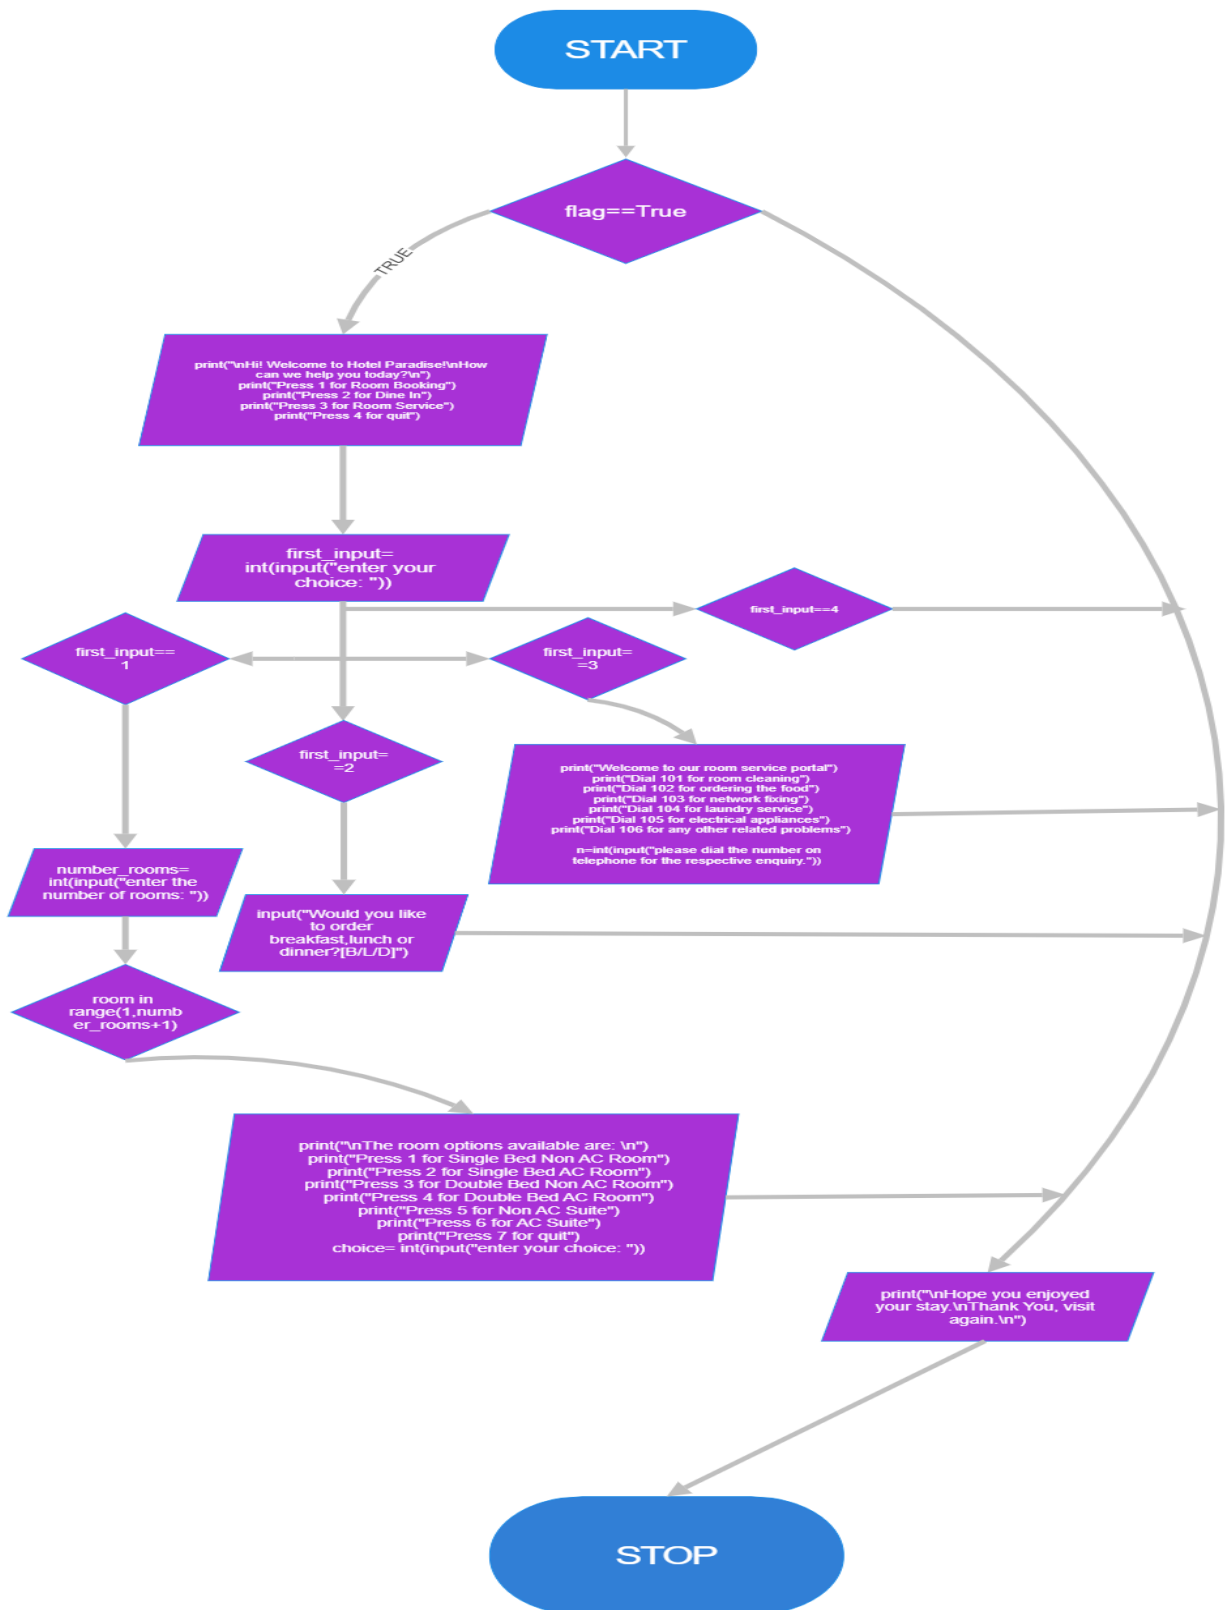 START
flag==True
TRUE
print("\nHi! Welcome to Hotel Paradise!\nHow
can we help you today?\n")
print("Press 1 for Room Booking")
print("Press 2 for Dine In")
print("Press 3 for Room Service")
print("Press 4 for quit")
first_input=
int(input("enter your
choice: "))
first_input==4
first_input==
1
first_input=
=3
first_input=
=2
print("Welcome to our room service portal")
print("Dial 101 for room cleaning")
print("Dial 102 for ordering the food")
print("Dial 103 for network fixing")
print("Dial 104 for laundry service")
print("Dial 105 for electrical appliances")
print("Dial 106 for any other related problems")
n=int(input("please dial the number on
telephone for the respective enquiry."))
number_rooms=
int(input("enter the
number of rooms: "))
input("Would you like
to order
breakfast,lunch or
dinner?[B/L/D]")
room in
range(1,numb
er_rooms+1)
print("\nThe room options available are: \n")
print("Press 1 for Single Bed Non AC Room")
print("Press 2 for Single Bed AC Room")
print("Press 3 for Double Bed Non AC Room")
print("Press 4 for Double Bed AC Room")
print("Press 5 for Non AC Suite")
print("Press 6 for AC Suite")
print("Press 7 for quit")
choice= int(input("enter your choice: "))
print("\nHope you enjoyed
your stay.\nThank You, visit
again.\n")
STOP